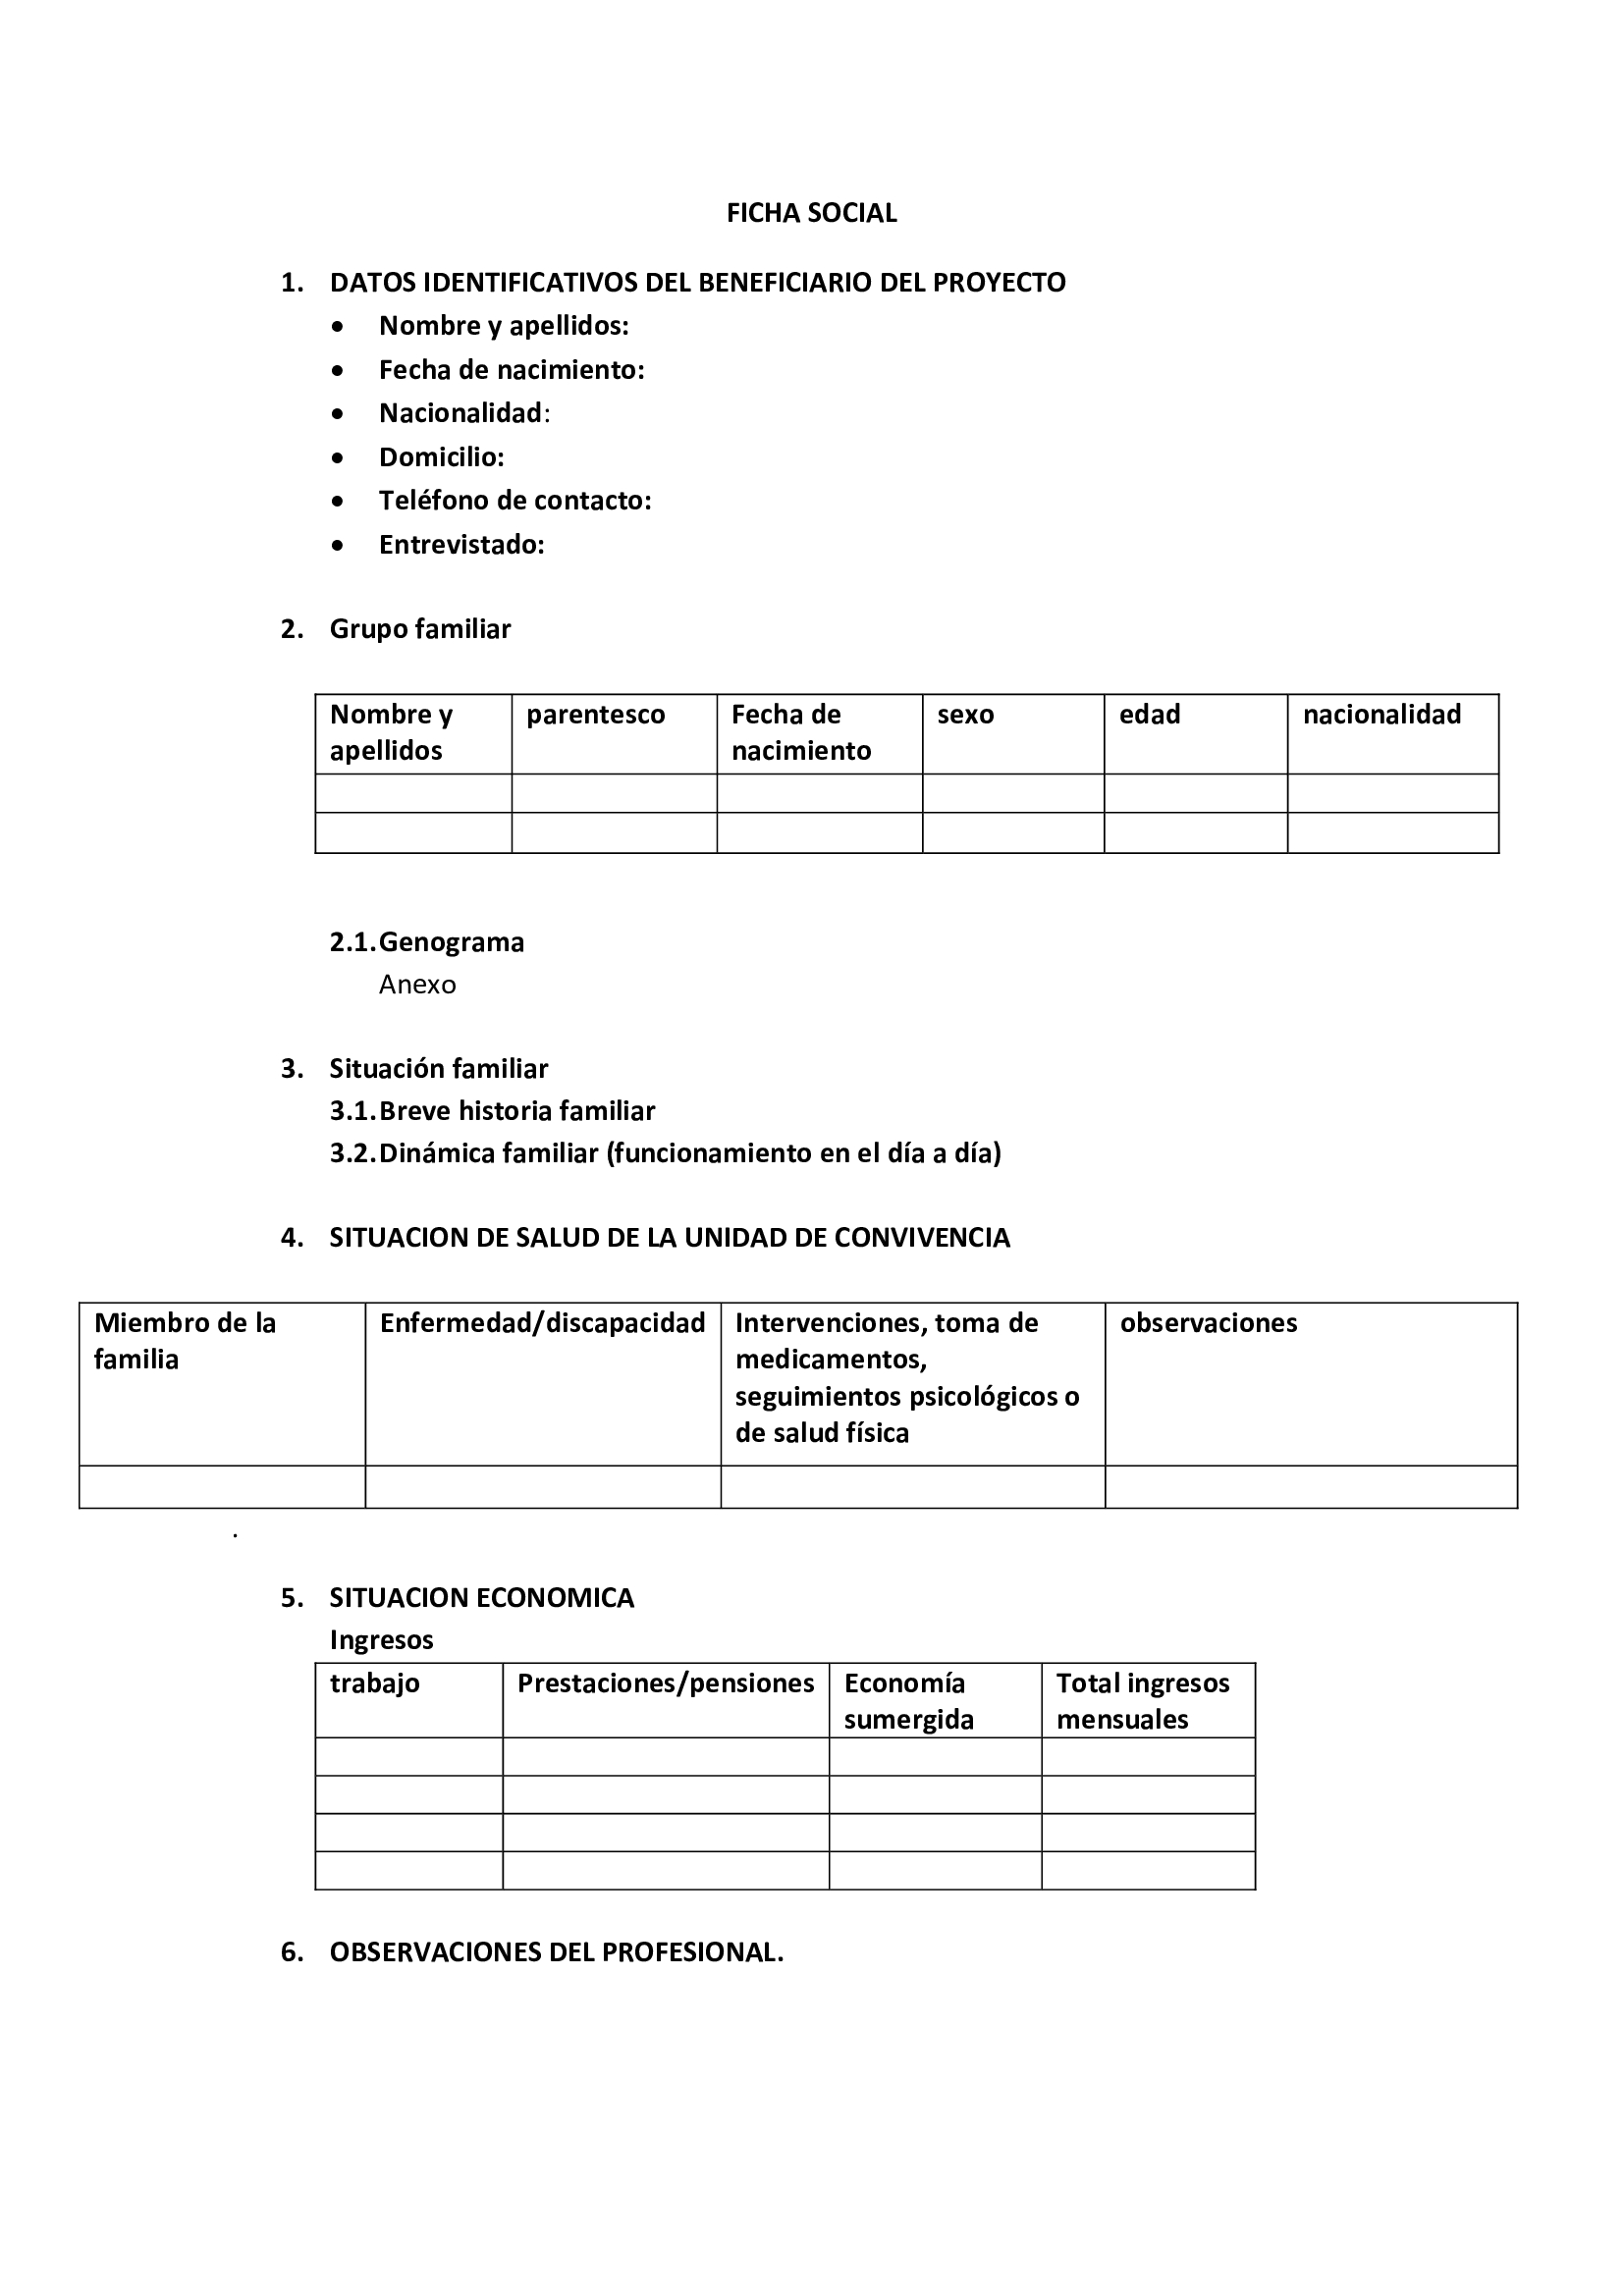 FICHA SOCIAL
1. DATOS IDENTIFICATIVOS DEL BENEFICIARIO DEL PROYECTO
• Nombre y apellidos:
• Fecha de nacimiento:
• Nacionalidad:
• Domicilio:
• Teléfono de contacto:
• Entrevistado:
2. Grupo familiar
Nombre y apellidos parentesco Fecha de nacimiento sexo edad nacionalidad
2.1. Genograma
Anexo
3. Situación familiar
3.1. Breve historia familiar
3.2. Dinámica familiar (funcionamiento en el día a día)
4. SITUACION DE SALUD DE LA UNIDAD DE CONVIVENCIA
Miembro de la familia Enfermedad/discapacidad Intervenciones, toma de medicamentos, seguimientos psicológicos o de salud física observaciones
.
5. SITUACION ECONOMICA
Ingresos
trabajo Prestaciones/pensiones Economía sumergida Total ingresos mensuales
6. OBSERVACIONES DEL PROFESIONAL.